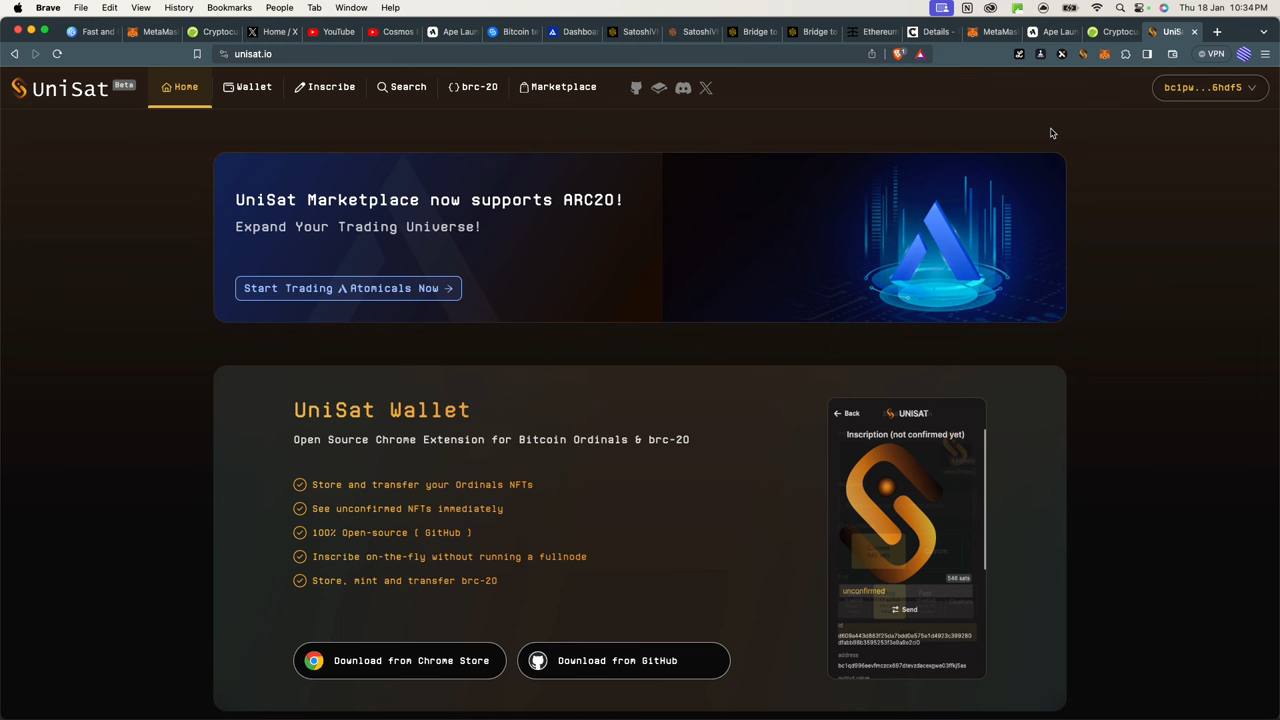 Brave File Edit View History Bookmarks People Tab Window Help
Thu 18 Jan 10:34 PM
Fast and
MetaMas
Cryptocu
Home / X
YouTube
Cosmos
Ape Laun
Bitcoin te
Dashboar
SatoshiVI
SatoshiVI
Bridge to
Bridge to
Ethereum
Details -
MetaMas
Ape Laun
Cryptocu
UniS
unisat.io
VPN
UniSat Beta
Home
Wallet
Inscribe
Search
brc-20
Marketplace
bc1pw...6hdf5
UniSat Marketplace now supports ARC20!
Expand Your Trading Universe!
Start Trading Atomicals Now
UniSat Wallet
Open Source Chrome Extension for Bitcoin Ordinals & brc-20
Store and transfer your Ordinals NFTs
See unconfirmed NFTs immediately
100% Open-source ( GitHub )
Inscribe on-the-fly without running a fullnode
Store, mint and transfer brc-20
Download from Chrome Store
Download from GitHub
Back
UNISAT
Inscription (not confirmed yet)
546 sats
unconfirmed
Send
id
address